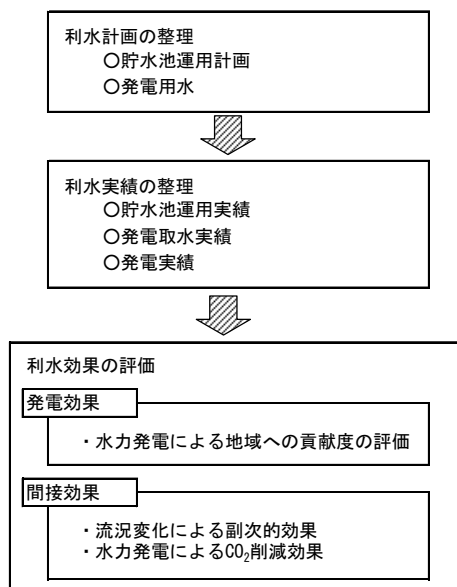 利水計画の整理
〇貯水池運用計画
〇発電用水
利水実績の整理
〇貯水池運用実績
〇発電取水実績
〇発電実績
利水効果の評価
発電効果
・水力発電による地域への貢献度の評価
間接効果
・流況変化による副次的効果
・水力発電によるCO₂削減効果